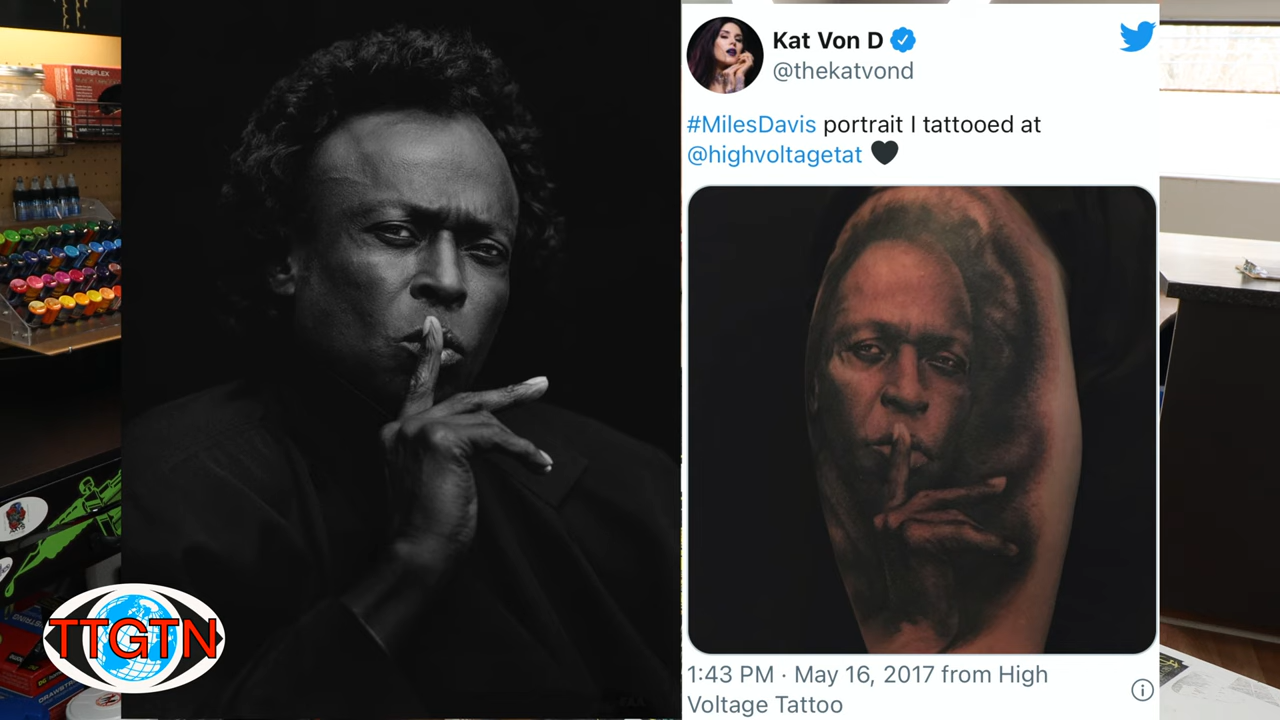 MICROFLEX
Kat Von D
@thekatvond
#MilesDavis portrait I tattooed at
@highvoltagetat 🖤
1:43 PM · May 16, 2017 from High
Voltage Tattoo
TTGTN